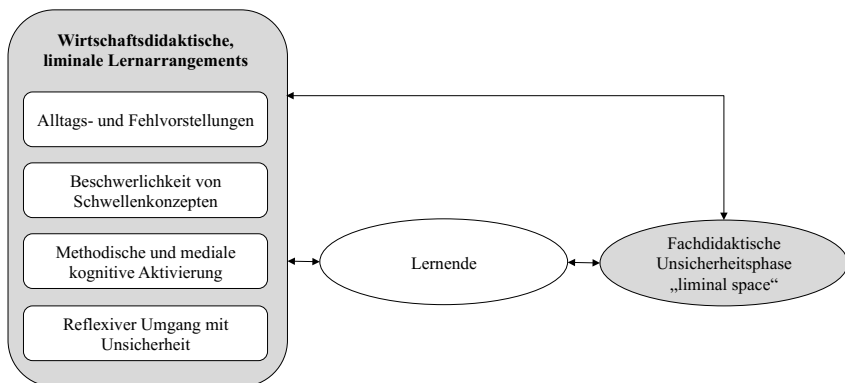 Wirtschaftsdidaktische,
liminale Lernarrangements
Alltags- und Fehlvorstellungen
Beschwerlichkeit von
Schwellenkonzepten
Methodische und mediale
kognitive Aktivierung
Reflexiver Umgang mit
Unsicherheit
Lernende
Fachdidaktische
Unsicherheitsphase
„liminal space“